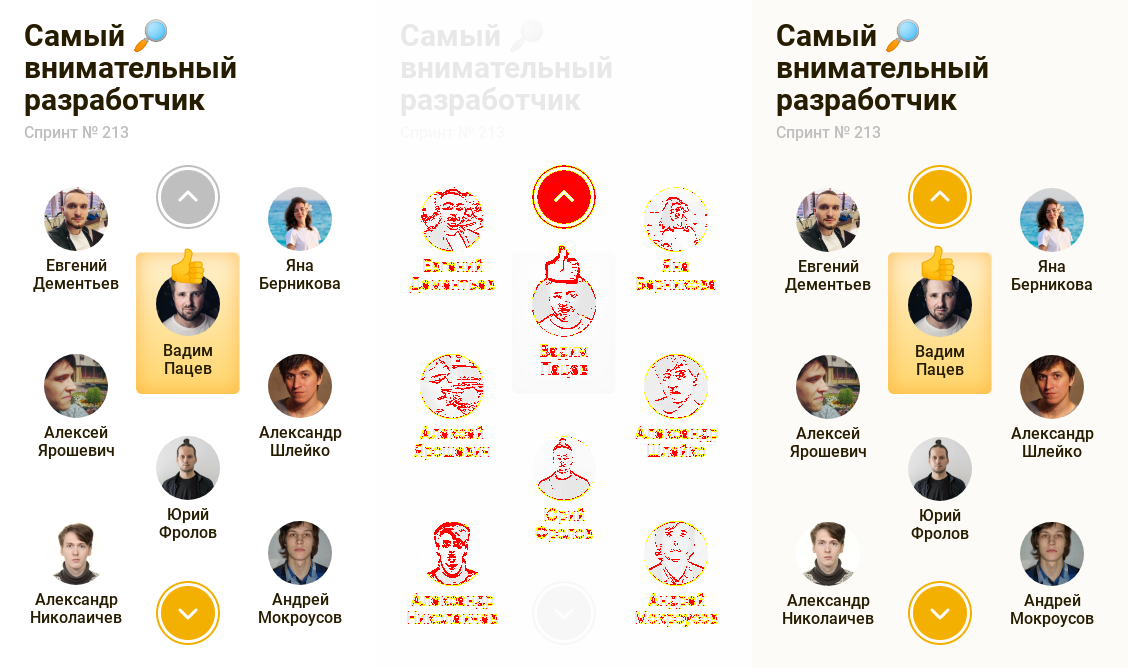 Самый 🔎
внимательный
разработчик
Спринт № 213
Евгений
Дементьев
Яна
Берникова
Вадим
Пацев
Алексей
Ярошевич
Александр
Шлейко
Юрий
Фролов
Александр
Николаичев
Андрей
Мокроусов
Самый 🔎
внимательный
разработчик
Спринт № 213
Евгений
Дементьев
Яна
Берникова
Вадим
Пацев
Алексей
Ярошевич
Александр
Шлейко
Юрий
Фролов
Александр
Николаичев
Андрей
Мокроусов
Самый 🔎
внимательный
разработчик
Спринт № 213
Евгений
Дементьев
Яна
Берникова
Вадим
Пацев
Алексей
Ярошевич
Александр
Шлейко
Юрий
Фролов
Александр
Николаичев
Андрей
Мокроусов